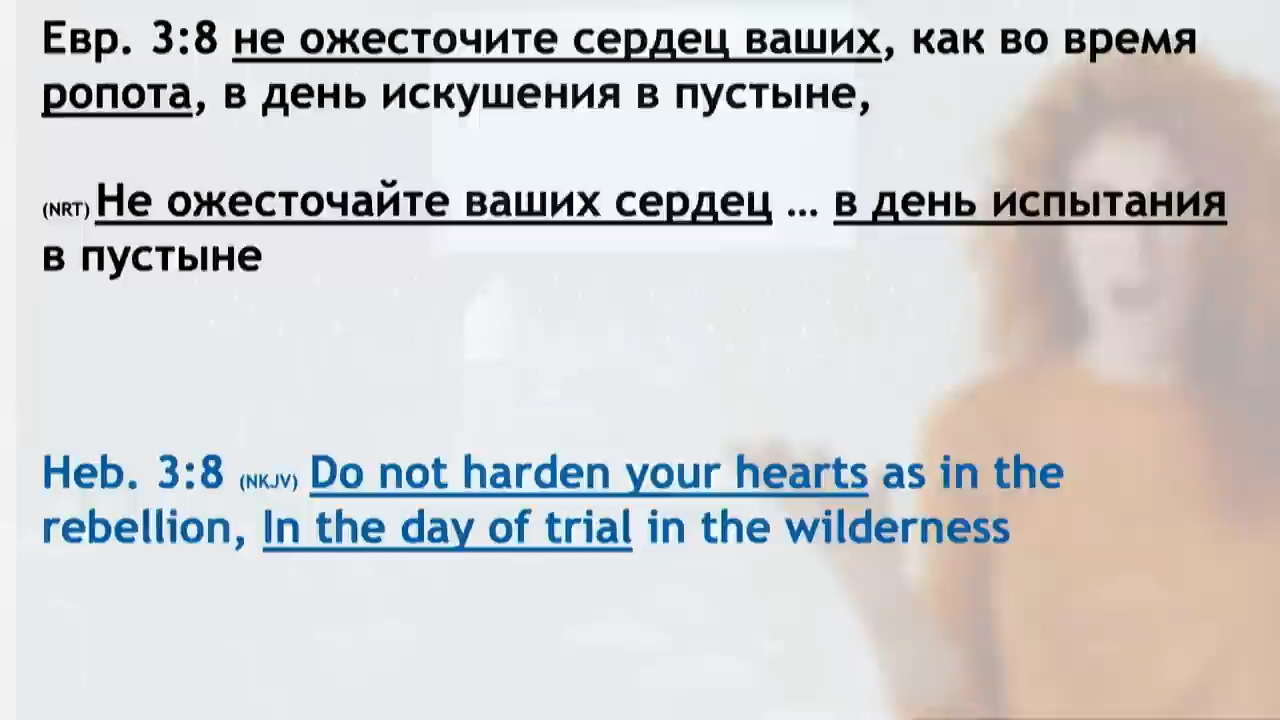 Евр. 3:8 не ожесточите сердец ваших, как во время
ропота, в день искушения в пустыне,
(NRT) Не ожесточайте ваших сердец ... в день испытания
в пустыне
Heb. 3:8 (NKJV) Do not harden your hearts as in the
rebellion, In the day of trial in the wilderness